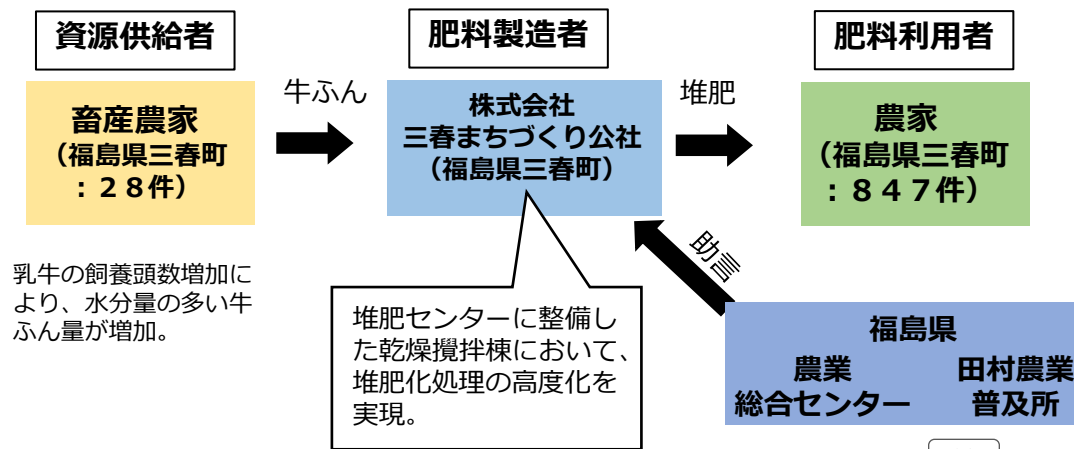 資源供給者
肥料製造者
肥料利用者
畜産農家
（福島県三春町
：２８件）
牛ふん
株式会社
三春まちづくり公社
（福島県三春町）
堆肥
農家
（福島県三春町
：８４７件）
乳牛の飼養頭数増加に
より、水分量の多い牛
ふん量が増加。
堆肥センターに整備し
た乾燥攪拌棟において、
堆肥化処理の高度化を
実現。
助言
福島県
農業
総合センター
田村農業
普及所